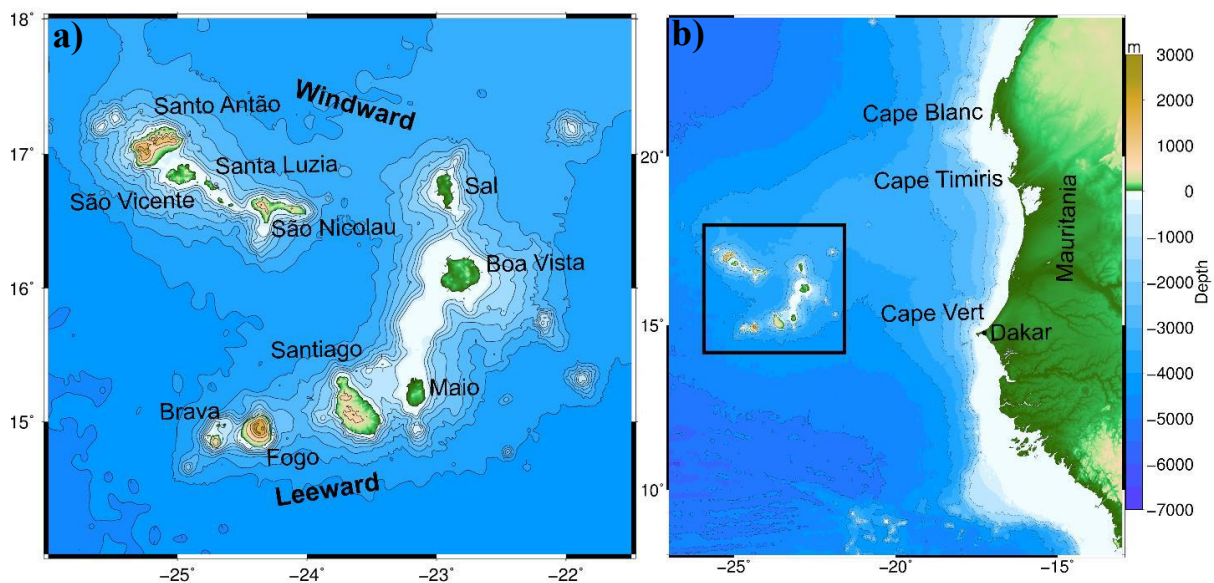 a)
18°
17°
16°
15°
−25°
−24°
−23°
−22°
Santo Antão
Windward
Santa Luzia
São Vicente
São Nicolau
Sal
Boa Vista
Santiago
Maio
Brava
Fogo
Leeward
b)
20°
15°
10°
−25°
−20°
−15°
Cape Blanc
Cape Timiris
Mauritania
Cape Vert
Dakar
m
3000
2000
1000
0
−1000
−2000
−3000
−4000
−5000
−6000
−7000
Depth